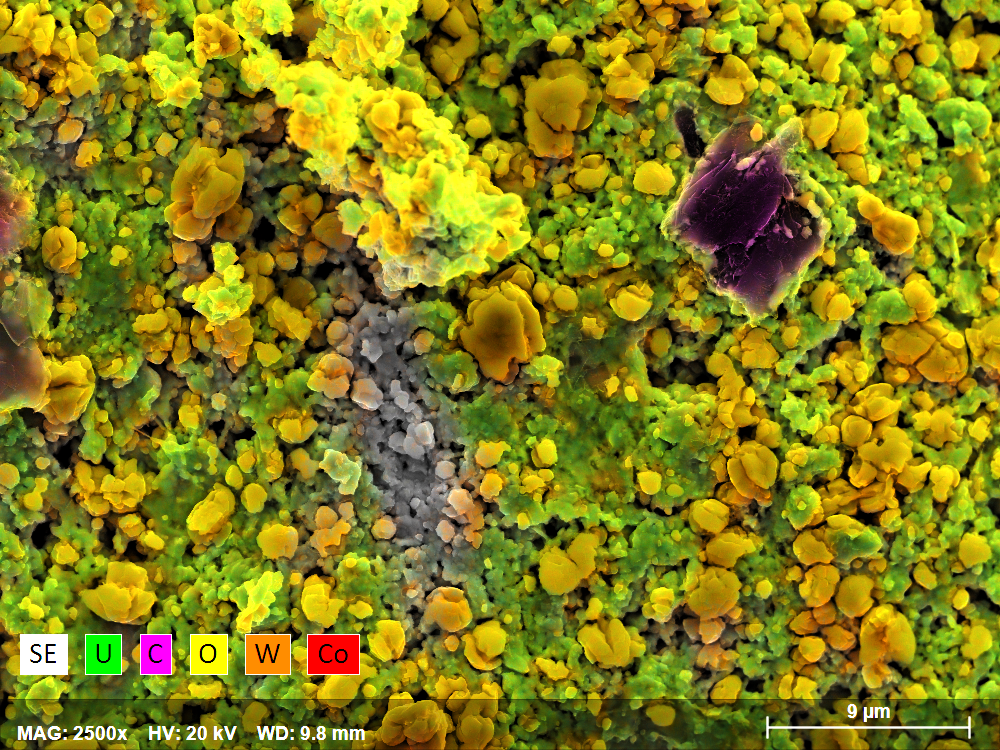 SE U C O W Co
9 µm
MAG: 2500x HV: 20 kV WD: 9.8 mm